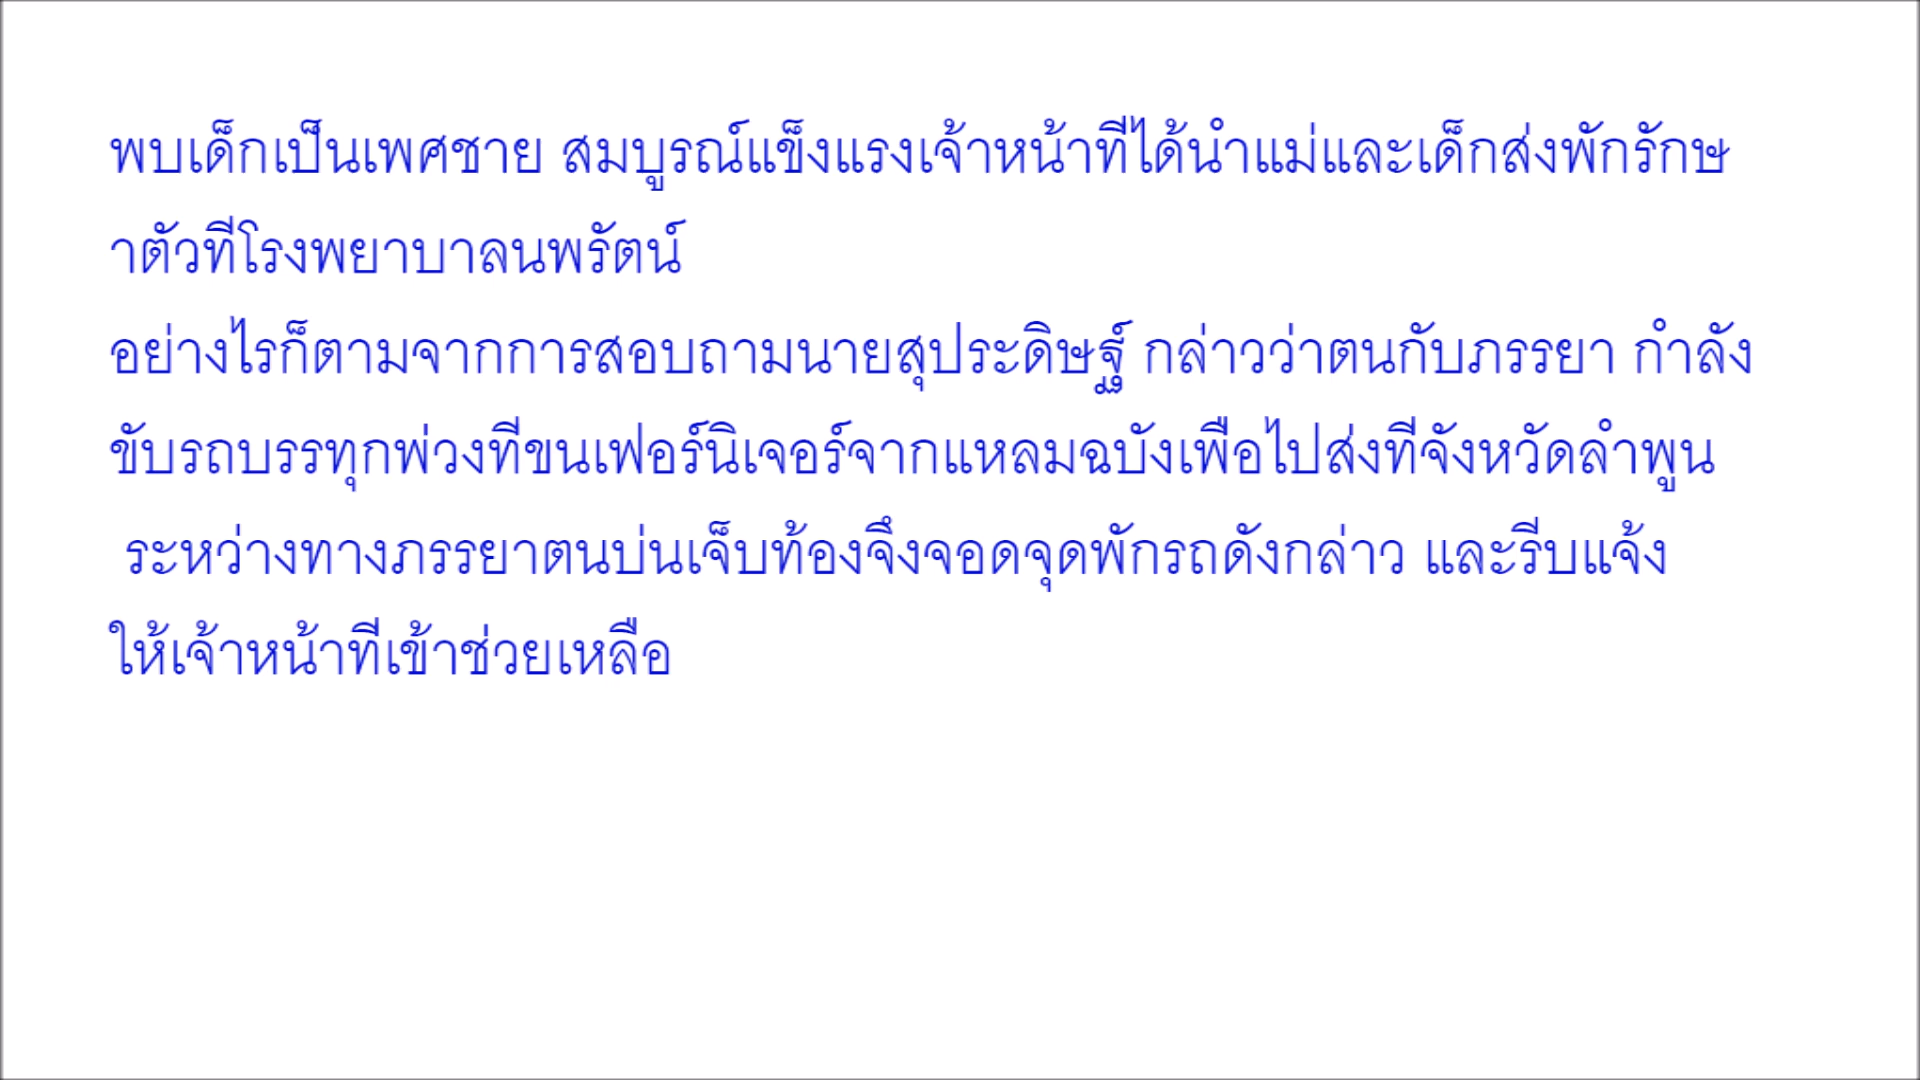 พบเด็กเป็นเพศชาย สมบูรณ์แข็งแรงเจ้าหน้าที่ได้นำแม่และเด็กส่งพักรักษ
าตัวที่โรงพยาบาลนพรัตน์
อย่างไรก็ตามจากการสอบถามนายสุประดิษฐ์ กล่าวว่าตนกับภรรยา กำลัง
ขับรถบรรทุกพ่วงที่ขนเฟอร์นิเจอร์จากแหลมฉบังเพื่อไปส่งที่จังหวัดลำพูน
ระหว่างทางภรรยาตนบ่นเจ็บท้องจึงจอดจุดพักรถดังกล่าว และรีบแจ้ง
ให้เจ้าหน้าที่เข้าช่วยเหลือ